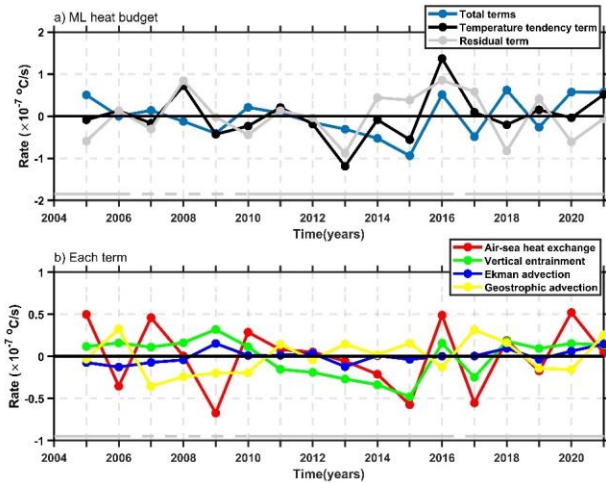 a) ML heat budget
Total terms
Temperature tendency term
Residual term
Rate (×10⁻⁷ °C/s)
2
1
0
-1
-2
2004 2006 2008 2010 2012 2014 2016 2018 2020
Time(years)
b) Each term
Air-sea heat exchange
Vertical entrainment
Ekman advection
Geostrophic advection
Rate (×10⁻⁷ °C/s)
1
0.5
0
-0.5
-1
2004 2006 2008 2010 2012 2014 2016 2018 2020
Time(years)